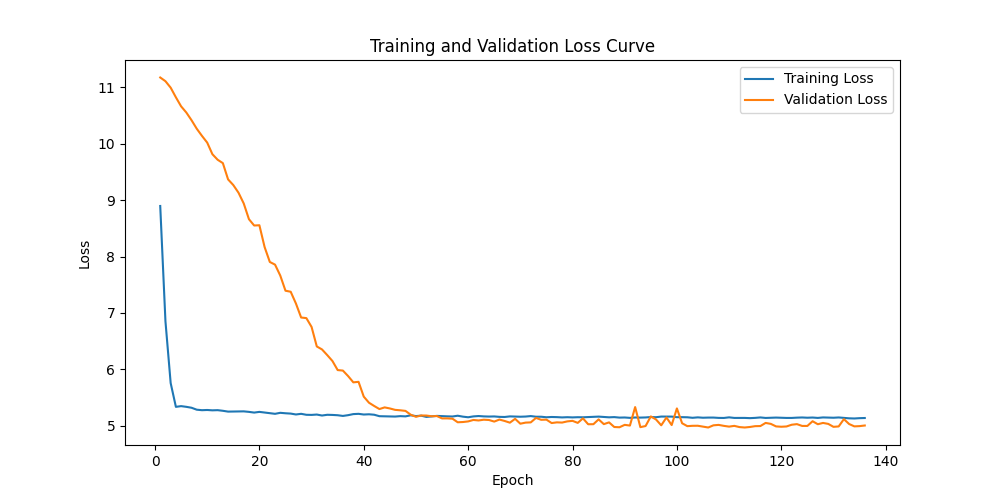 Training and Validation Loss Curve
Training Loss
Validation Loss
Loss
11
10
9
8
7
6
5
0 20 40 60 80 100 120 140
Epoch